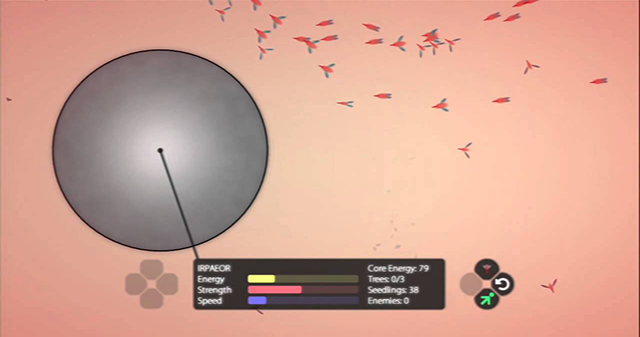 IRPAEOR
Energy
Strength
Speed
Core Energy: 79
Trees: 0/3
Seedlings: 38
Enemies: 0